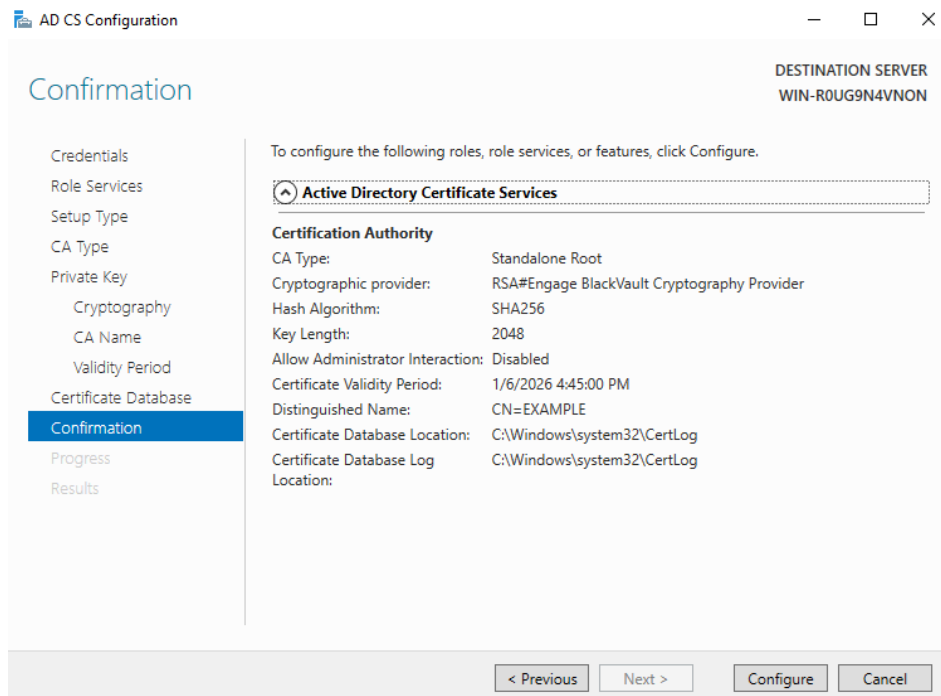 AD CS Configuration
Confirmation
DESTINATION SERVER
WIN-R0UG9N4VNON
Credentials
Role Services
Setup Type
CA Type
Private Key
Cryptography
CA Name
Validity Period
Certificate Database
Confirmation
Progress
Results
To configure the following roles, role services, or features, click Configure.
Active Directory Certificate Services
Certification Authority
CA Type: Standalone Root
Cryptographic provider: RSA#Engage BlackVault Cryptography Provider
Hash Algorithm: SHA256
Key Length: 2048
Allow Administrator Interaction: Disabled
Certificate Validity Period: 1/6/2026 4:45:00 PM
Distinguished Name: CN=EXAMPLE
Certificate Database Location: C:\Windows\system32\CertLog
Certificate Database Log C:\Windows\system32\CertLog
Location:
< Previous
Next >
Configure
Cancel